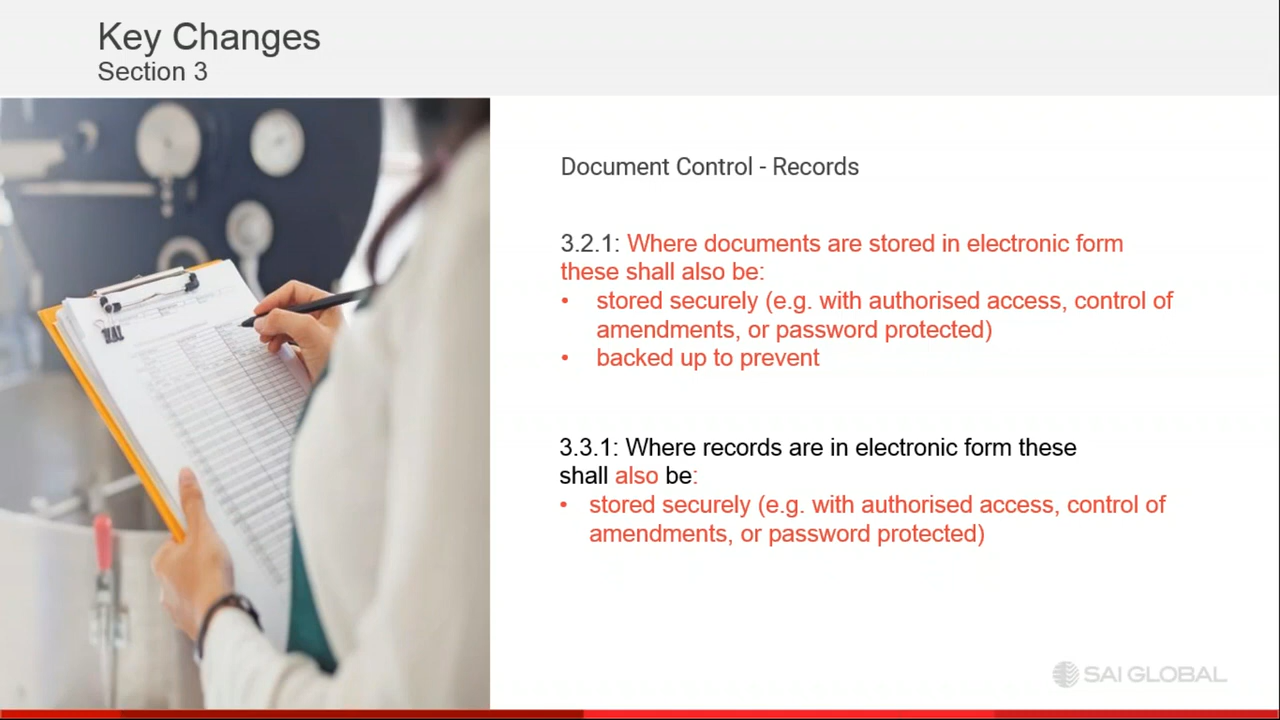 Key Changes
Section 3
Document Control - Records
3.2.1: Where documents are stored in electronic form
these shall also be:
• stored securely (e.g. with authorised access, control of
amendments, or password protected)
• backed up to prevent
3.3.1: Where records are in electronic form these
shall also be:
• stored securely (e.g. with authorised access, control of
amendments, or password protected)
SAI GLOBAL